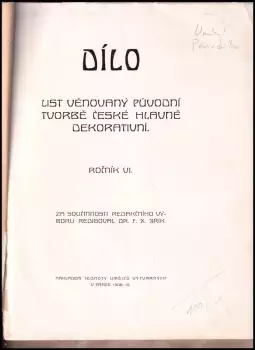 DÍLO
LIST VĚNOVANÝ PŮVODNÍ
TVORBĚ ČESKÉ HLAVNĚ
DEKORATIVNÍ.
ROČNÍK VI.
ZA SOUČINNOSTI REDAKČNÍHO VÝ-
BORU REDIGOVAL DR. F. X. JIŘÍK.
NÁKLADEM JEDNOTY UMĚLCŮ VÝTVARNÝCH
V PRAZE